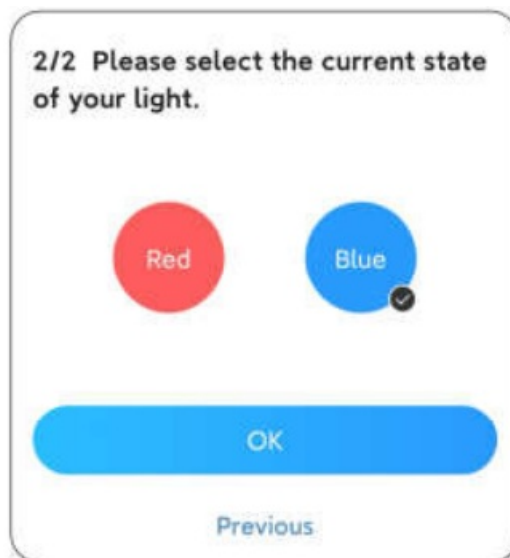 2/2 Please select the current state
of your light.
Red Blue
OK
Previous